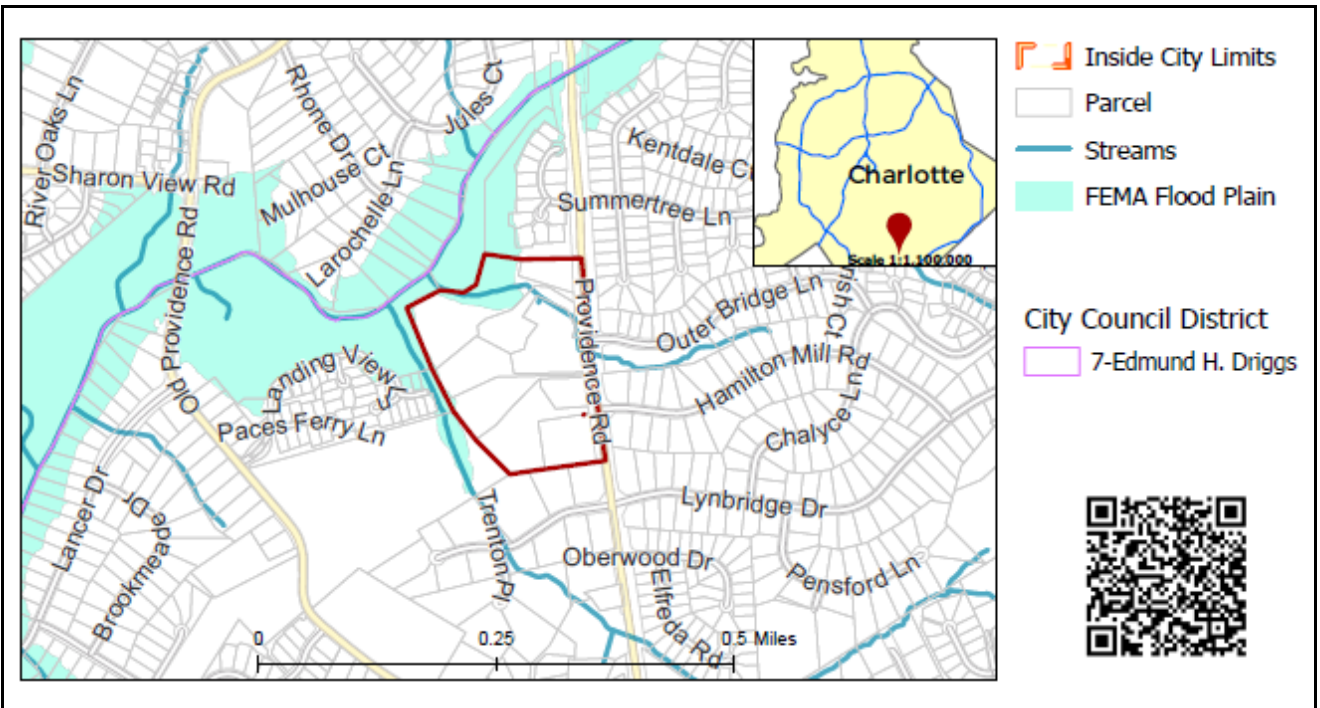 River Oaks Ln
Sharon View Rd
Rhone Dr
Mulhouse Ct
Jules Ct
Larochelle Ln
Providence Rd
Old
Kentdale
Summertree Ln
Charlotte
Scale 1:1,100,000
Providence Rd
Outer Bridge Ln
Hamilton Mill Rd
Chalyce Ln
Landing View
Paces Ferry Ln
Lancer Dr
Brookmeade Dr
Trenton Pl
Lynbridge Dr
Oberwood Dr
Elfreda Rd
Pensford Ln
0 0.25 0.5 Miles
Inside City Limits
Parcel
Streams
FEMA Flood Plain
City Council District
7-Edmund H. Driggs